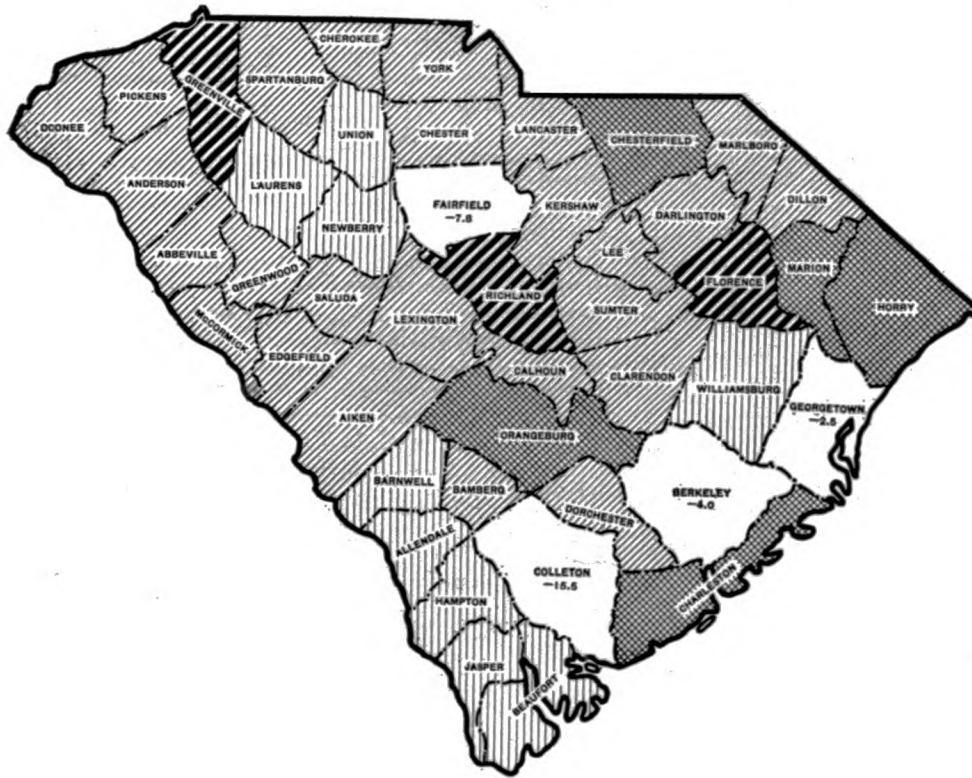 CHEROKEE
YORK
SPARTANBURG
GREENVILLE
PICKENS
OCONEE
UNION
CHESTER
LANCASTER
CHESTERFIELD
MARLBORO
ANDERSON
LAURENS
FAIRFIELD
−7.8
KERSHAW
DARLINGTON
DILLON
NEWBERRY
LEE
ABBEVILLE
GREENWOOD
RICHLAND
FLORENCE
MARION
SALUDA
LEXINGTON
SUMTER
HORRY
MCCORMICK
EDGEFIELD
CALHOUN
CLARENDON
WILLIAMSBURG
GEORGETOWN
−2.5
AIKEN
ORANGEBURG
BARNWELL
BAMBERG
BERKELEY
−4.0
DORCHESTER
ALLENDALE
COLLETON
−15.5
CHARLESTON
HAMPTON
JASPER
BEAUFORT